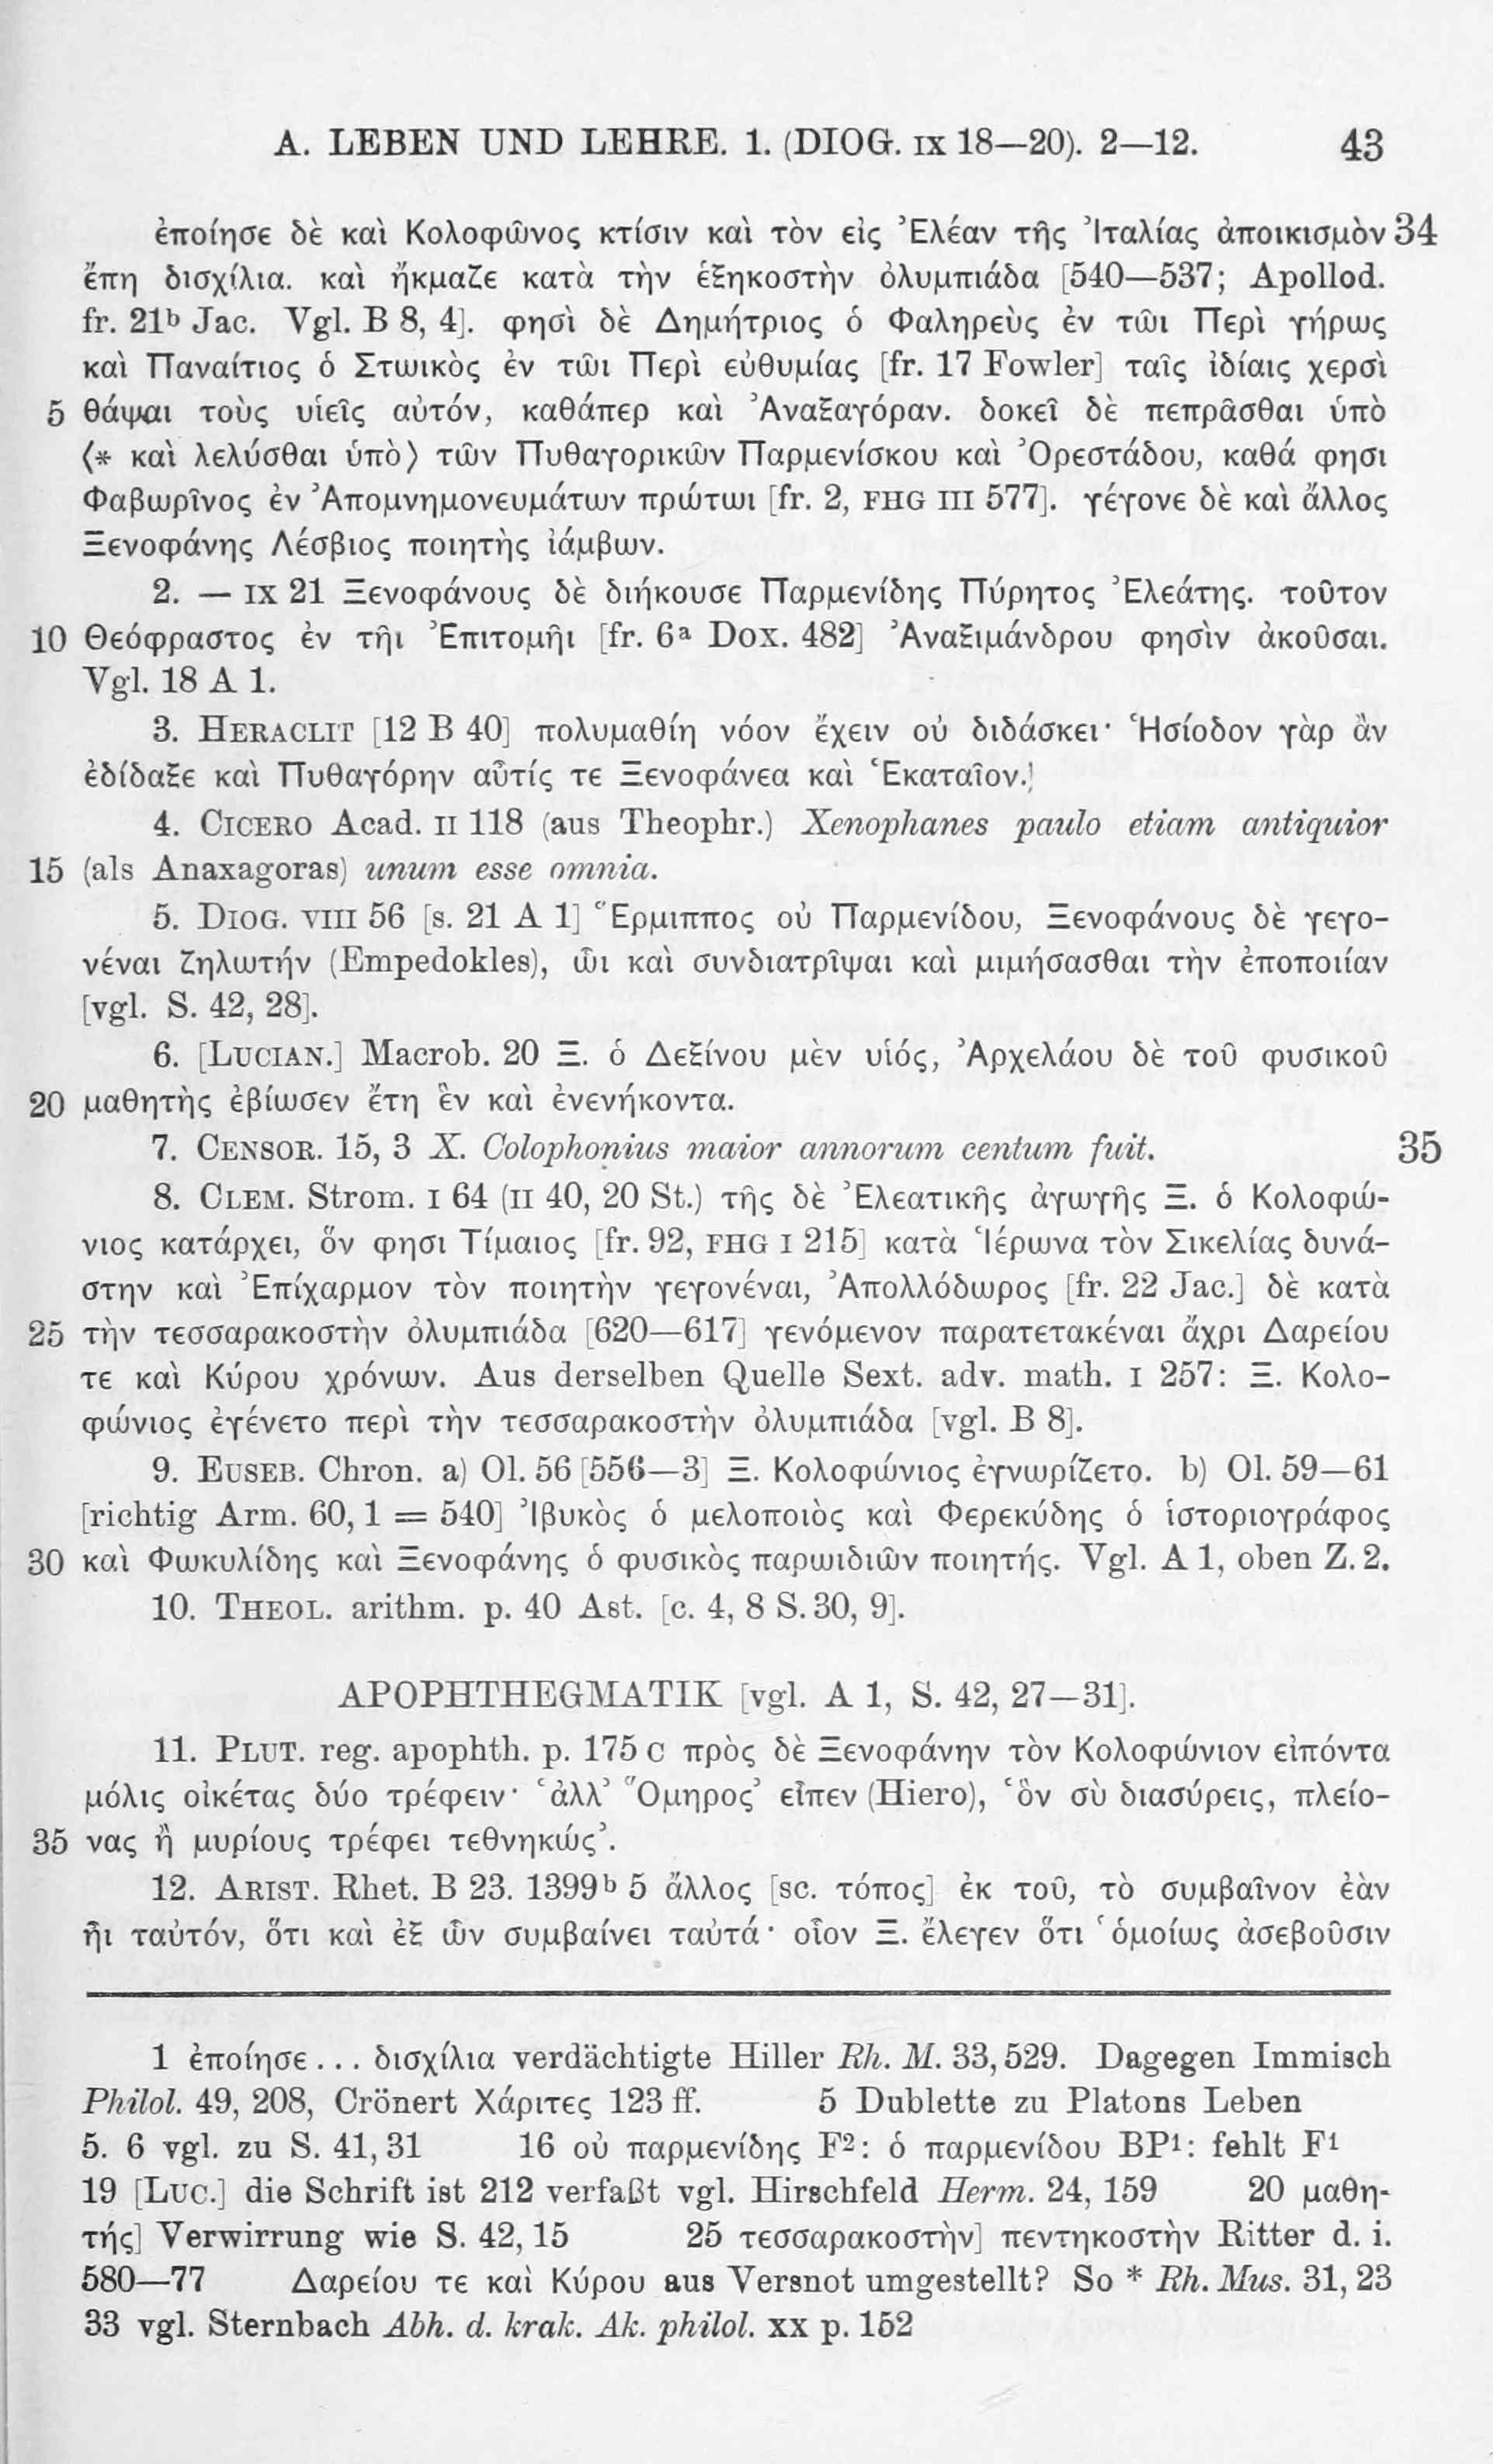 A. LEBEN UND LEHRE. 1. (DIOG. IX 18—20). 2—12. 43
ἐποίησε δὲ καὶ Κολοφῶνος κτίσιν καὶ τὸν εἰς Ἐλέαν τῆς Ἰταλίας ἀποικισμὸν 34
ἔπη δισχίλια. καὶ ἤκμαζε κατὰ τὴν ἑξηκοστὴν ὀλυμπιάδα [540—537; Apollod.
fr. 21ᵇ Jac. Vgl. B 8, 4]. φησὶ δὲ Δημήτριος ὁ Φαληρεὺς ἐν τῶι Περὶ γήρως
καὶ Παναίτιος ὁ Στωικὸς ἐν τῶι Περὶ εὐθυμίας [fr. 17 Fowler] ταῖς ἰδίαις χερσὶ
5 θάψαι τοὺς υἱεῖς αὐτόν, καθάπερ καὶ Ἀναξαγόραν. δοκεῖ δὲ πεπρᾶσθαι ὑπὸ
⟨* καὶ λελύσθαι ὑπὸ⟩ τῶν Πυθαγορικῶν Παρμενίσκου καὶ Ὀρεστάδου, καθά φησι
Φαβωρῖνος ἐν Ἀπομνημονευμάτων πρώτωι [fr. 2, FHG III 577]. γέγονε δὲ καὶ ἄλλος
Ξενοφάνης Λέσβιος ποιητὴς ἰάμβων.
2. — IX 21 Ξενοφάνους δὲ διήκουσε Παρμενίδης Πύρητος Ἐλεάτης. τοῦτον
10 Θεόφραστος ἐν τῆι Ἐπιτομῆι [fr. 6ᵃ Dox. 482] Ἀναξιμάνδρου φησὶν ἀκοῦσαι.
Vgl. 18 A 1.
3. HERACLIT [12 B 40] πολυμαθίη νόον ἔχειν οὐ διδάσκει· Ἡσίοδον γὰρ ἂν
ἐδίδαξε καὶ Πυθαγόρην αὖτίς τε Ξενοφάνεα καὶ Ἑκαταῖον.
4. CICERO Acad. II 118 (aus Theophr.) Xenophanes paulo etiam antiquior
15 (als Anaxagoras) unum esse omnia.
5. DIOG. VIII 56 [s. 21 A 1] Ἕρμιππος οὐ Παρμενίδου, Ξενοφάνους δὲ γεγο-
νέναι ζηλωτήν (Empedokles), ὧι καὶ συνδιατρῖψαι καὶ μιμήσασθαι τὴν ἐποποιίαν
[vgl. S. 42, 28].
6. [LUCIAN.] Macrob. 20 Ξ. ὁ Δεξίνου μὲν υἱός, Ἀρχελάου δὲ τοῦ φυσικοῦ
20 μαθητὴς ἐβίωσεν ἔτη ἓν καὶ ἐνενήκοντα.
7. CENSOR. 15, 3 X. Colophonius maior annorum centum fuit. 35
8. CLEM. Strom. I 64 (II 40, 20 St.) τῆς δὲ Ἐλεατικῆς ἀγωγῆς Ξ. ὁ Κολοφώ-
νιος κατάρχει, ὅν φησι Τίμαιος [fr. 92, FHG I 215] κατὰ Ἱέρωνα τὸν Σικελίας δυνά-
στην καὶ Ἐπίχαρμον τὸν ποιητὴν γεγονέναι, Ἀπολλόδωρος [fr. 22 Jac.] δὲ κατὰ
25 τὴν τεσσαρακοστὴν ὀλυμπιάδα [620—617] γενόμενον παρατετακέναι ἄχρι Δαρείου
τε καὶ Κύρου χρόνων. Aus derselben Quelle Sext. adv. math. I 257: Ξ. Κολο-
φώνιος ἐγένετο περὶ τὴν τεσσαρακοστὴν ὀλυμπιάδα [vgl. B 8].
9. EUSEB. Chron. a) Ol. 56 [556—3] Ξ. Κολοφώνιος ἐγνωρίζετο. b) Ol. 59—61
[richtig Arm. 60, 1 = 540] Ἰβυκὸς ὁ μελοποιὸς καὶ Φερεκύδης ὁ ἱστοριογράφος
30 καὶ Φωκυλίδης καὶ Ξενοφάνης ὁ φυσικὸς παρωιδιῶν ποιητής. Vgl. A 1, oben Z. 2.
10. THEOL. arithm. p. 40 Ast. [c. 4, 8 S. 30, 9].
APOPHTHEGMATIK [vgl. A 1, S. 42, 27—31].
11. PLUT. reg. apophth. p. 175 C πρὸς δὲ Ξενοφάνην τὸν Κολοφώνιον εἰπόντα
μόλις οἰκέτας δύο τρέφειν· ‘ἀλλ’ Ὅμηρος’ εἶπεν (Hiero), ‘ὃν σὺ διασύρεις, πλείο-
35 νας ἢ μυρίους τρέφει τεθνηκώς’.
12. ARIST. Rhet. B 23. 1399ᵇ 5 ἄλλος [sc. τόπος] ἐκ τοῦ, τὸ συμβαῖνον ἐὰν
ἦι ταὐτόν, ὅτι καὶ ἐξ ὧν συμβαίνει ταὐτά· οἷον Ξ. ἔλεγεν ὅτι ‘ὁμοίως ἀσεβοῦσιν
1 ἐποίησε... δισχίλια verdächtigte Hiller Rh. M. 33, 529. Dagegen Immisch
Philol. 49, 208, Crönert Χάριτες 123 ff. 5 Dublette zu Platons Leben
5. 6 vgl. zu S. 41, 31 16 οὐ παρμενίδης F²: ὁ παρμενίδου BP¹: fehlt F¹
19 [LUC.] die Schrift ist 212 verfaßt vgl. Hirschfeld Herm. 24, 159 20 μαθη-
τής] Verwirrung wie S. 42, 15 25 τεσσαρακοστὴν] πεντηκοστὴν Ritter d. i.
580—77 Δαρείου τε καὶ Κύρου aus Versnot umgestellt? So * Rh. Mus. 31, 23
33 vgl. Sternbach Abh. d. krak. Ak. philol. XX p. 152